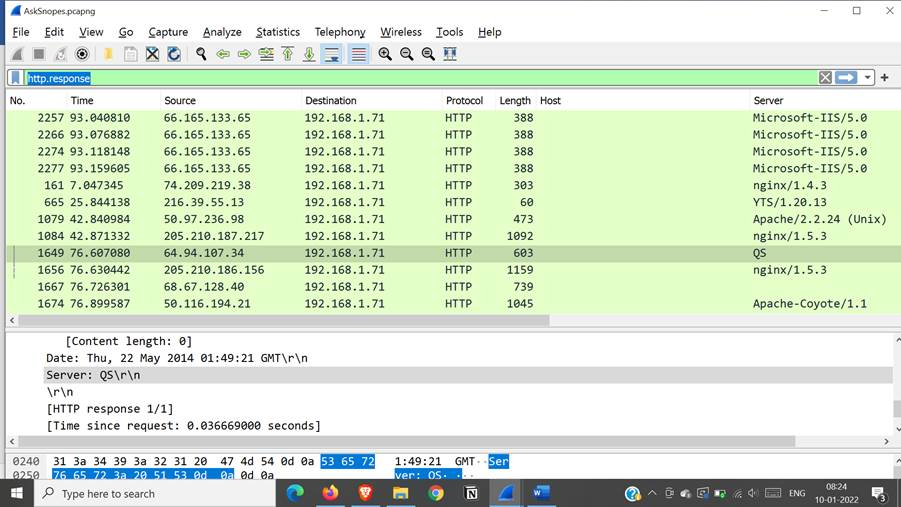 AskSnopes.pcapng
File Edit View Go Capture Analyze Statistics Telephony Wireless Tools Help
http.response
No. Time Source Destination Protocol Length Host Server
2257 93.040810 66.165.133.65 192.168.1.71 HTTP 388 Microsoft-IIS/5.0
2266 93.076882 66.165.133.65 192.168.1.71 HTTP 388 Microsoft-IIS/5.0
2274 93.118148 66.165.133.65 192.168.1.71 HTTP 388 Microsoft-IIS/5.0
2277 93.159605 66.165.133.65 192.168.1.71 HTTP 388 Microsoft-IIS/5.0
161 7.047345 74.209.219.38 192.168.1.71 HTTP 303 nginx/1.4.3
665 25.844138 216.39.55.13 192.168.1.71 HTTP 60 YTS/1.20.13
1079 42.840984 50.97.236.98 192.168.1.71 HTTP 473 Apache/2.2.24 (Unix)
1084 42.871332 205.210.187.217 192.168.1.71 HTTP 1092 nginx/1.5.3
1649 76.607080 64.94.107.34 192.168.1.71 HTTP 603 QS
1656 76.630442 205.210.186.156 192.168.1.71 HTTP 1159 nginx/1.5.3
1667 76.726301 68.67.128.40 192.168.1.71 HTTP 739
1674 76.899587 50.116.194.21 192.168.1.71 HTTP 1045 Apache-Coyote/1.1
[Content length: 0]
Date: Thu, 22 May 2014 01:49:21 GMT\r\n
Server: QS\r\n
\r\n
[HTTP response 1/1]
[Time since request: 0.036669000 seconds]
0240 31 3a 34 39 3a 32 31 20 47 4d 54 0d 0a 53 65 72 1:49:21 GMT··Ser
0250 76 65 72 3a 20 51 53 0d 0a 0d 0a ver: QS· ···
Type here to search
ENG
08:24
10-01-2022
3